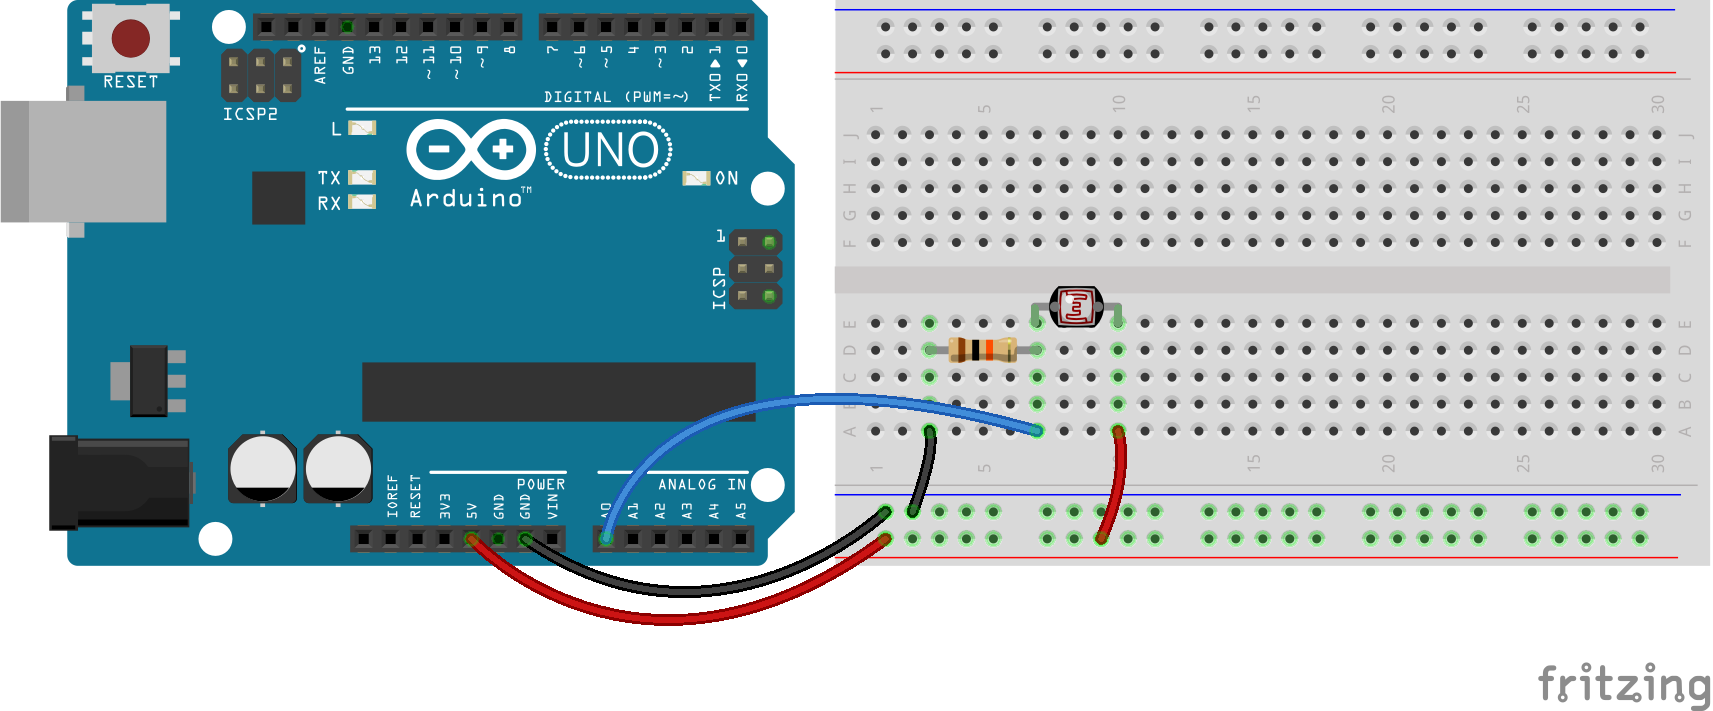 RESET
ICSP2
AREF
GND
13
12
~11
~10
~9
8
7
~6
~5
4
~3
2
TX0▶1
RX0◀0
DIGITAL (PWM=~)
L
TX
RX
Arduino™
UNO
ON
1
ICSP
IOREF
RESET
3V3
5V
GND
GND
VIN
POWER
A0
A1
A2
A3
A4
A5
ANALOG IN
1 5 10 15 20 25 30
J J
I I
H H
G G
F F
E E
D D
C C
B B
A A
1 5 15 20 25 30
fritzing